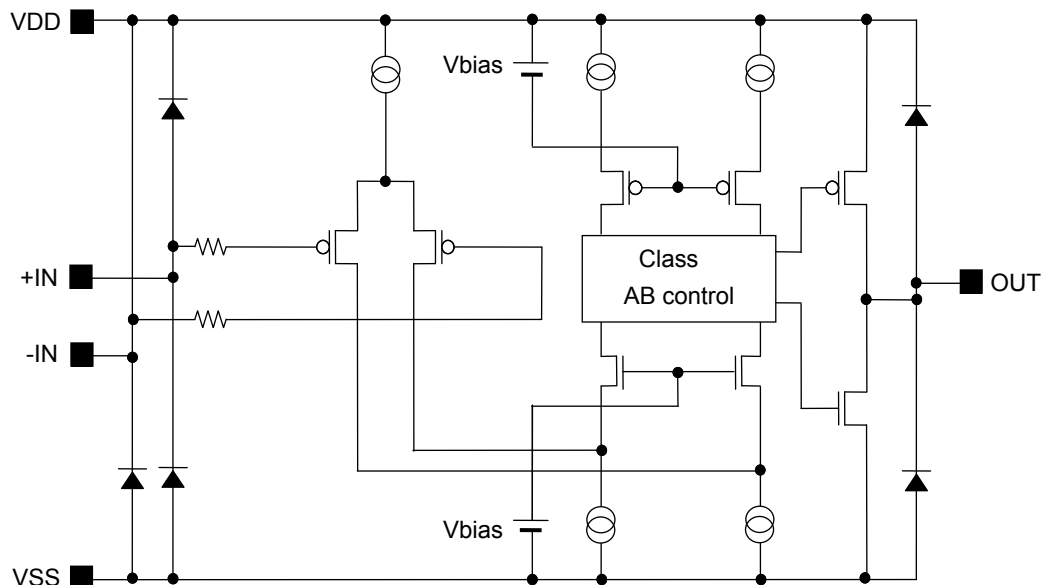 VDD
Vbias
+IN
-IN
Class
AB control
OUT
Vbias
VSS